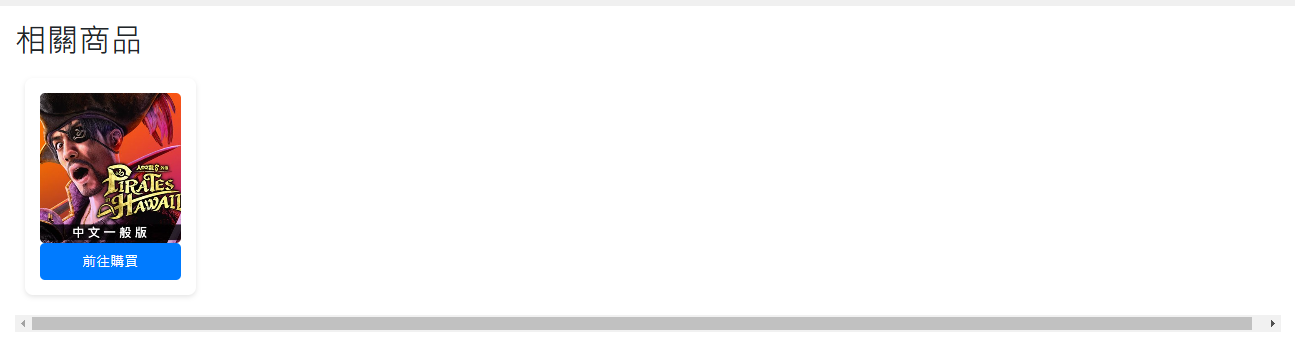 相關商品
人中之龍8 外傳
PIRATES
IN
HAWAII
中文一般版
前往購買